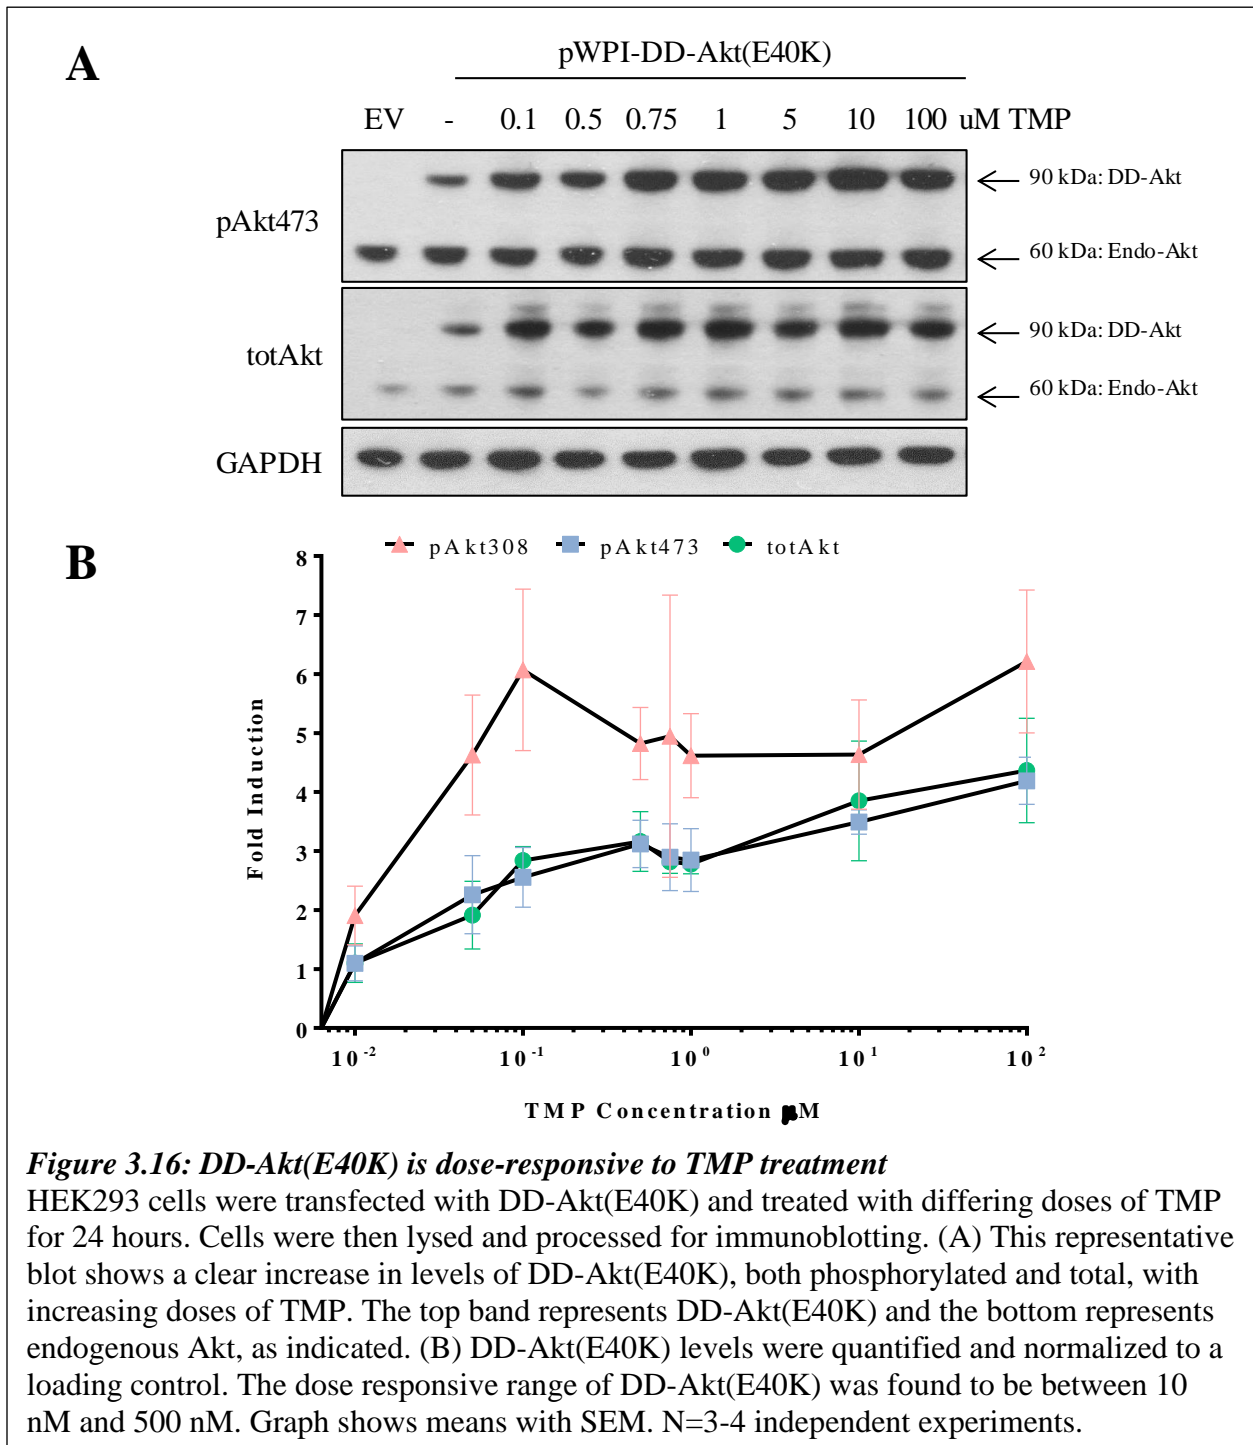 A
pWPI-DD-Akt(E40K)
EV - 0.1 0.5 0.75 1 5 10 100 uM TMP
pAkt473
90 kDa: DD-Akt
60 kDa: Endo-Akt
totAkt
90 kDa: DD-Akt
60 kDa: Endo-Akt
GAPDH
B
pAkt308 pAkt473 totAkt
8
7
6
5
4
3
2
1
0
Fold Induction
10⁻² 10⁻¹ 10⁰ 10¹ 10²
TMP Concentration µM
Figure 3.16: DD-Akt(E40K) is dose-responsive to TMP treatment
HEK293 cells were transfected with DD-Akt(E40K) and treated with differing doses of TMP
for 24 hours. Cells were then lysed and processed for immunoblotting. (A) This representative
blot shows a clear increase in levels of DD-Akt(E40K), both phosphorylated and total, with
increasing doses of TMP. The top band represents DD-Akt(E40K) and the bottom represents
endogenous Akt, as indicated. (B) DD-Akt(E40K) levels were quantified and normalized to a
loading control. The dose responsive range of DD-Akt(E40K) was found to be between 10
nM and 500 nM. Graph shows means with SEM. N=3-4 independent experiments.